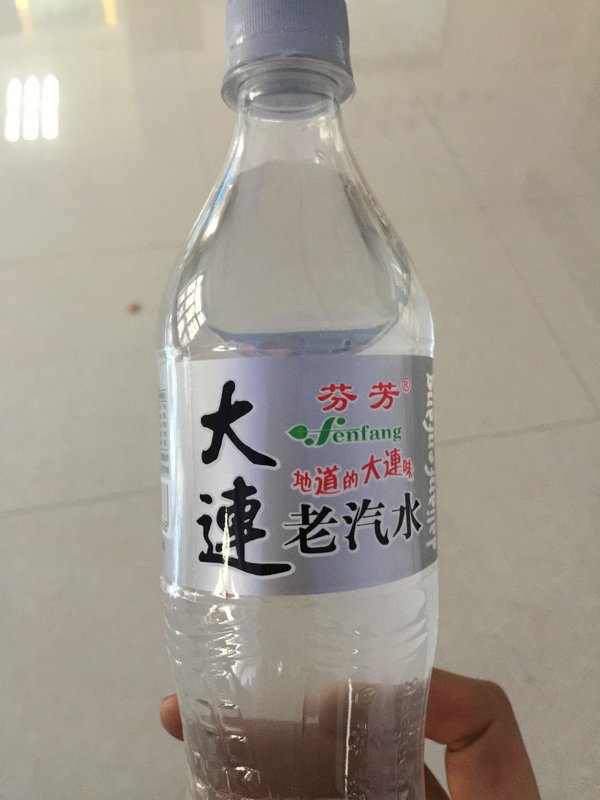 大連
芬芳®
fenfang
地道的大連味
老汽水